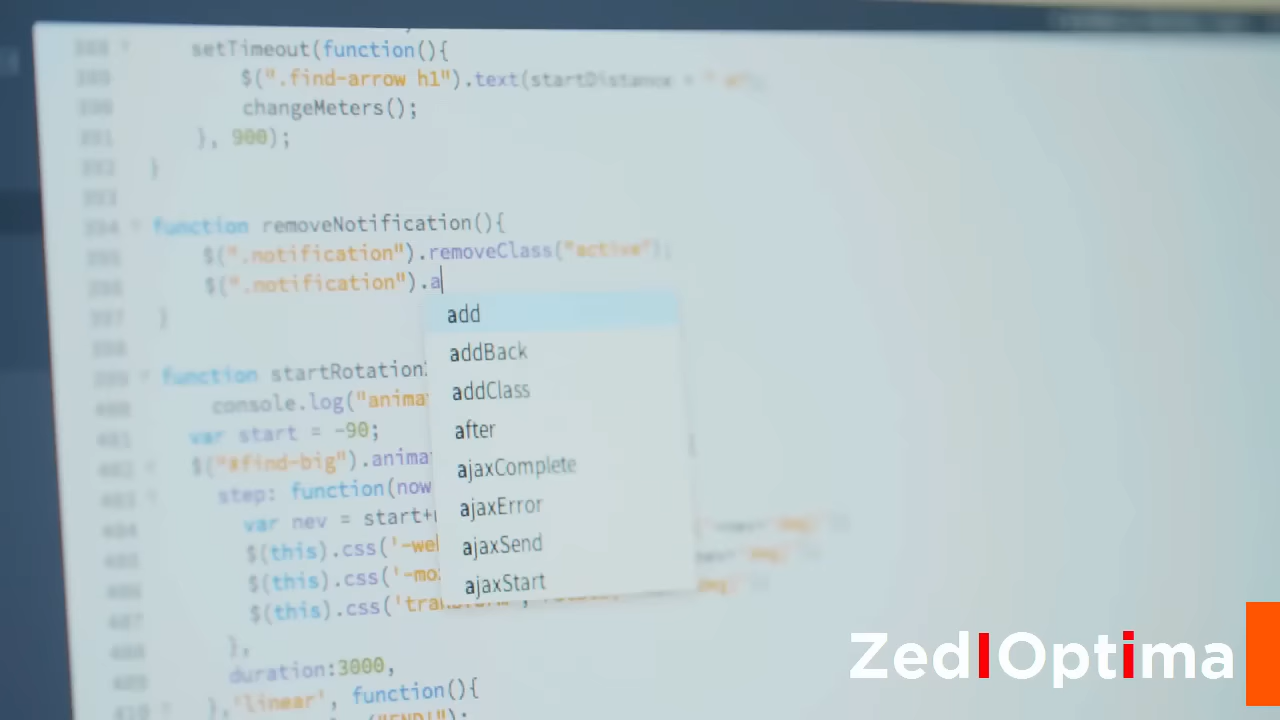 setTimeout(function(){
$(".find-arrow h1").text(startDistance + "
changeMeters();
}, 900);
}
function removeNotification(){
$(".notification").removeClass("active");
$(".notification").a
}
add
addBack
addClass
after
ajaxComplete
ajaxError
ajaxSend
ajaxStart
function startRotation
console.log("anima
var start = -90;
$("#find-big").anima
step: function(now
var nev = start+
$(this).css('-we
$(this).css('-mo
$(this).css('transform',
},
duration:3000,
},'linear', function(){
ZedIOptima